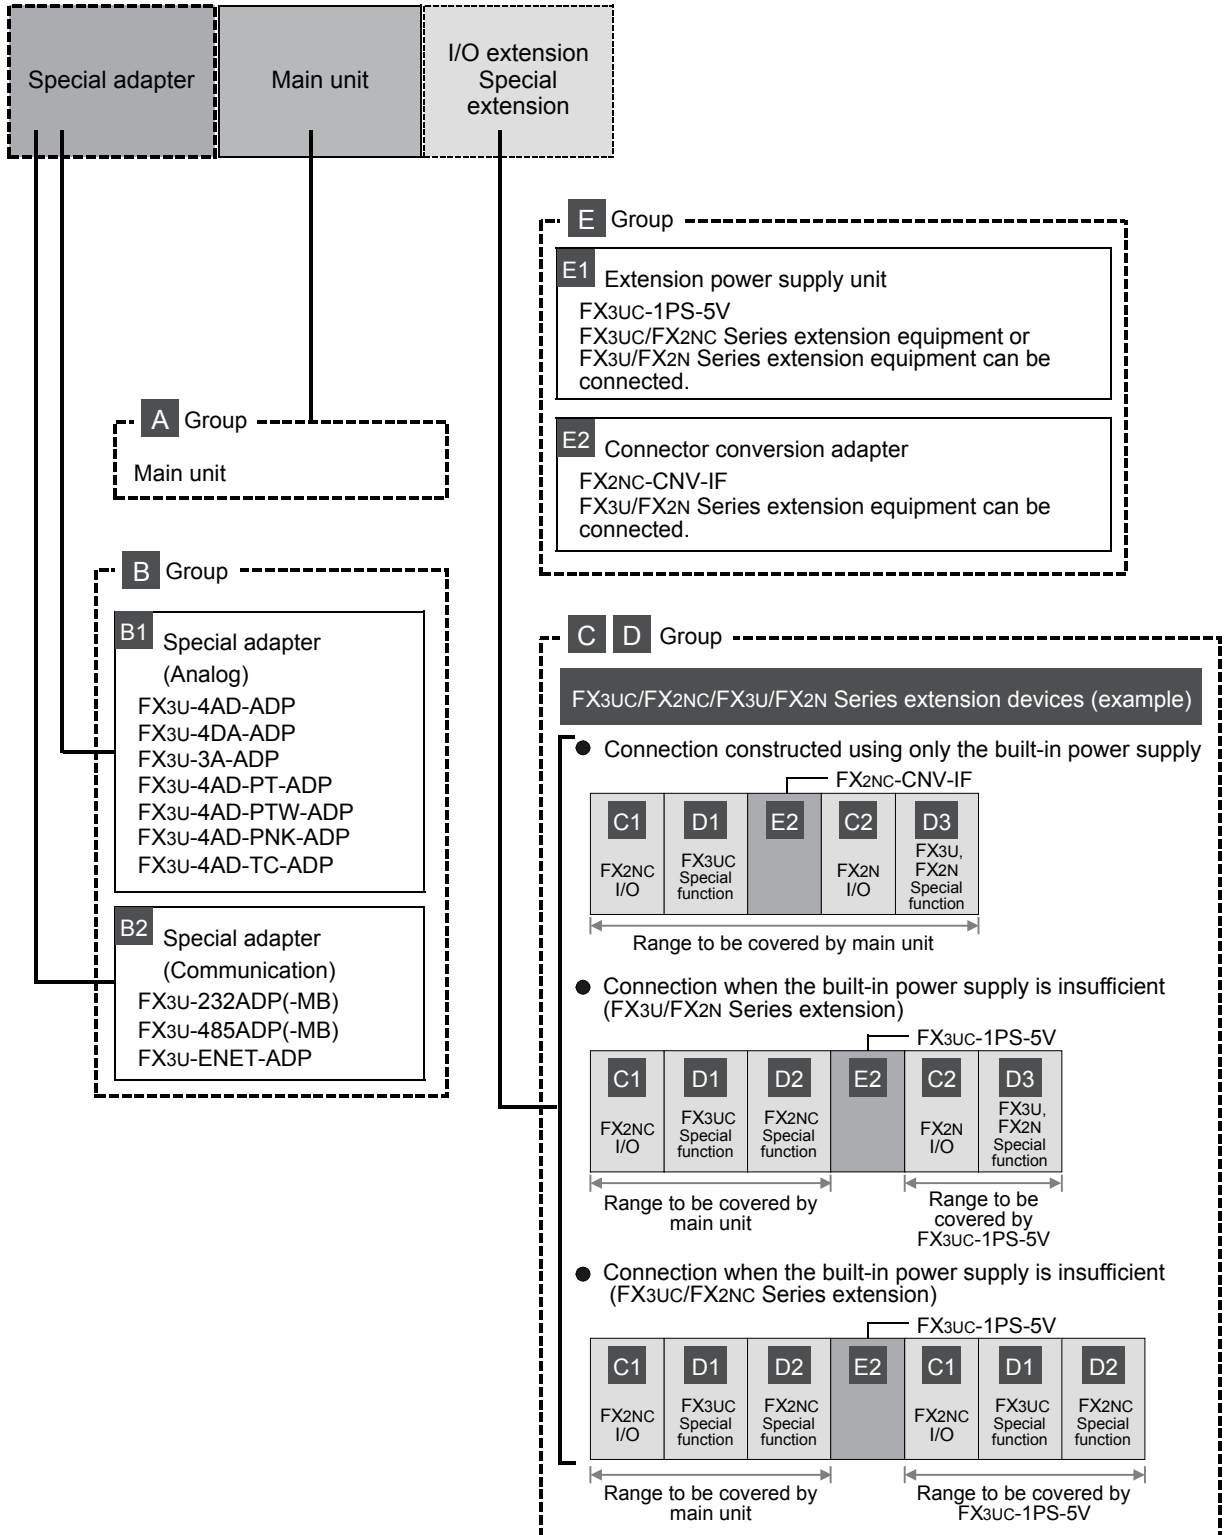 Special adapter
Main unit
I/O extension
Special
extension
E Group
E1 Extension power supply unit
FX3UC-1PS-5V
FX3UC/FX2NC Series extension equipment or
FX3U/FX2N Series extension equipment can be
connected.
E2 Connector conversion adapter
FX2NC-CNV-IF
FX3U/FX2N Series extension equipment can be
connected.
A Group
Main unit
B Group
B1 Special adapter
(Analog)
FX3U-4AD-ADP
FX3U-4DA-ADP
FX3U-3A-ADP
FX3U-4AD-PT-ADP
FX3U-4AD-PTW-ADP
FX3U-4AD-PNK-ADP
FX3U-4AD-TC-ADP
B2 Special adapter
(Communication)
FX3U-232ADP(-MB)
FX3U-485ADP(-MB)
FX3U-ENET-ADP
C D Group
FX3UC/FX2NC/FX3U/FX2N Series extension devices (example)
● Connection constructed using only the built-in power supply
FX2NC-CNV-IF
C1
FX2NC
I/O
D1
FX3UC
Special
function
E2
C2
FX2N
I/O
D3
FX3U,
FX2N
Special
function
Range to be covered by main unit
● Connection when the built-in power supply is insufficient
(FX3U/FX2N Series extension)
FX3UC-1PS-5V
C1
FX2NC
I/O
D1
FX3UC
Special
function
D2
FX2NC
Special
function
E2
C2
FX2N
I/O
D3
FX3U,
FX2N
Special
function
Range to be covered by
main unit
Range to be
covered by
FX3UC-1PS-5V
● Connection when the built-in power supply is insufficient
(FX3UC/FX2NC Series extension)
FX3UC-1PS-5V
C1
FX2NC
I/O
D1
FX3UC
Special
function
D2
FX2NC
Special
function
E2
C1
FX2NC
I/O
D1
FX3UC
Special
function
D2
FX2NC
Special
function
Range to be covered by
main unit
Range to be covered by
FX3UC-1PS-5V